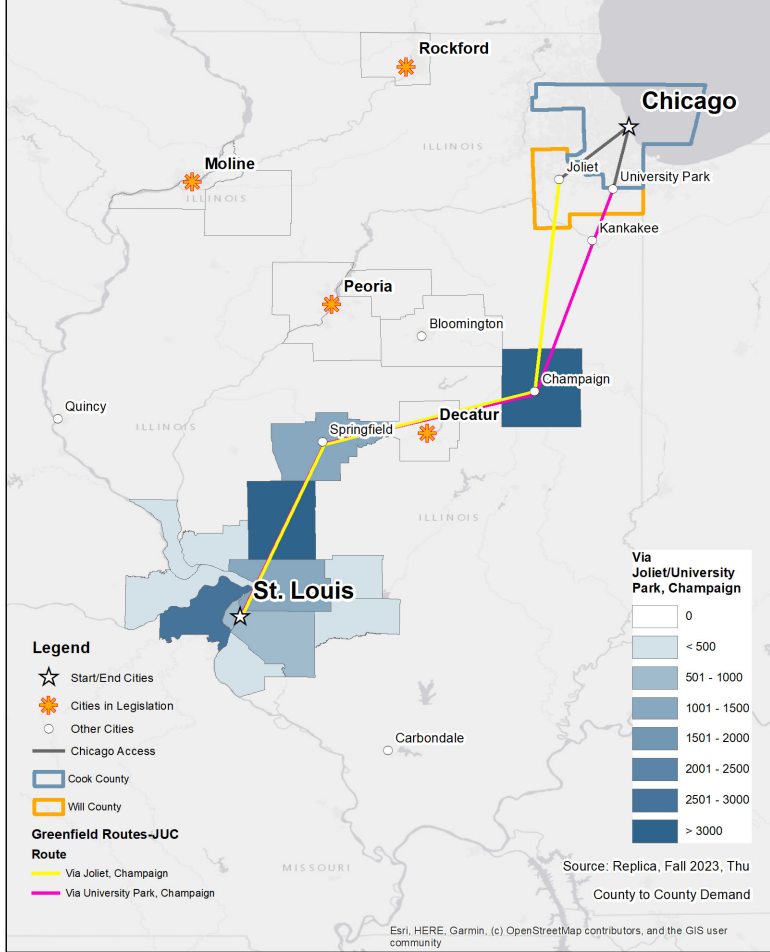 Rockford
Chicago
ILLINOIS
Moline
Joliet
University Park
ILLINOIS
Kankakee
Peoria
Bloomington
Champaign
Quincy
Decatur
Springfield
ILLINOIS
ILLINOIS
St. Louis
Carbondale
MISSOURI
Legend
Start/End Cities
Cities in Legislation
Other Cities
Chicago Access
Cook County
Will County
Greenfield Routes-JUC
Route
Via Joliet, Champaign
Via University Park, Champaign
Via
Joliet/University
Park, Champaign
0
< 500
501 - 1000
1001 - 1500
1501 - 2000
2001 - 2500
2501 - 3000
> 3000
Source: Replica, Fall 2023, Thu
County to County Demand
Esri, HERE, Garmin, (c) OpenStreetMap contributors, and the GIS user
community